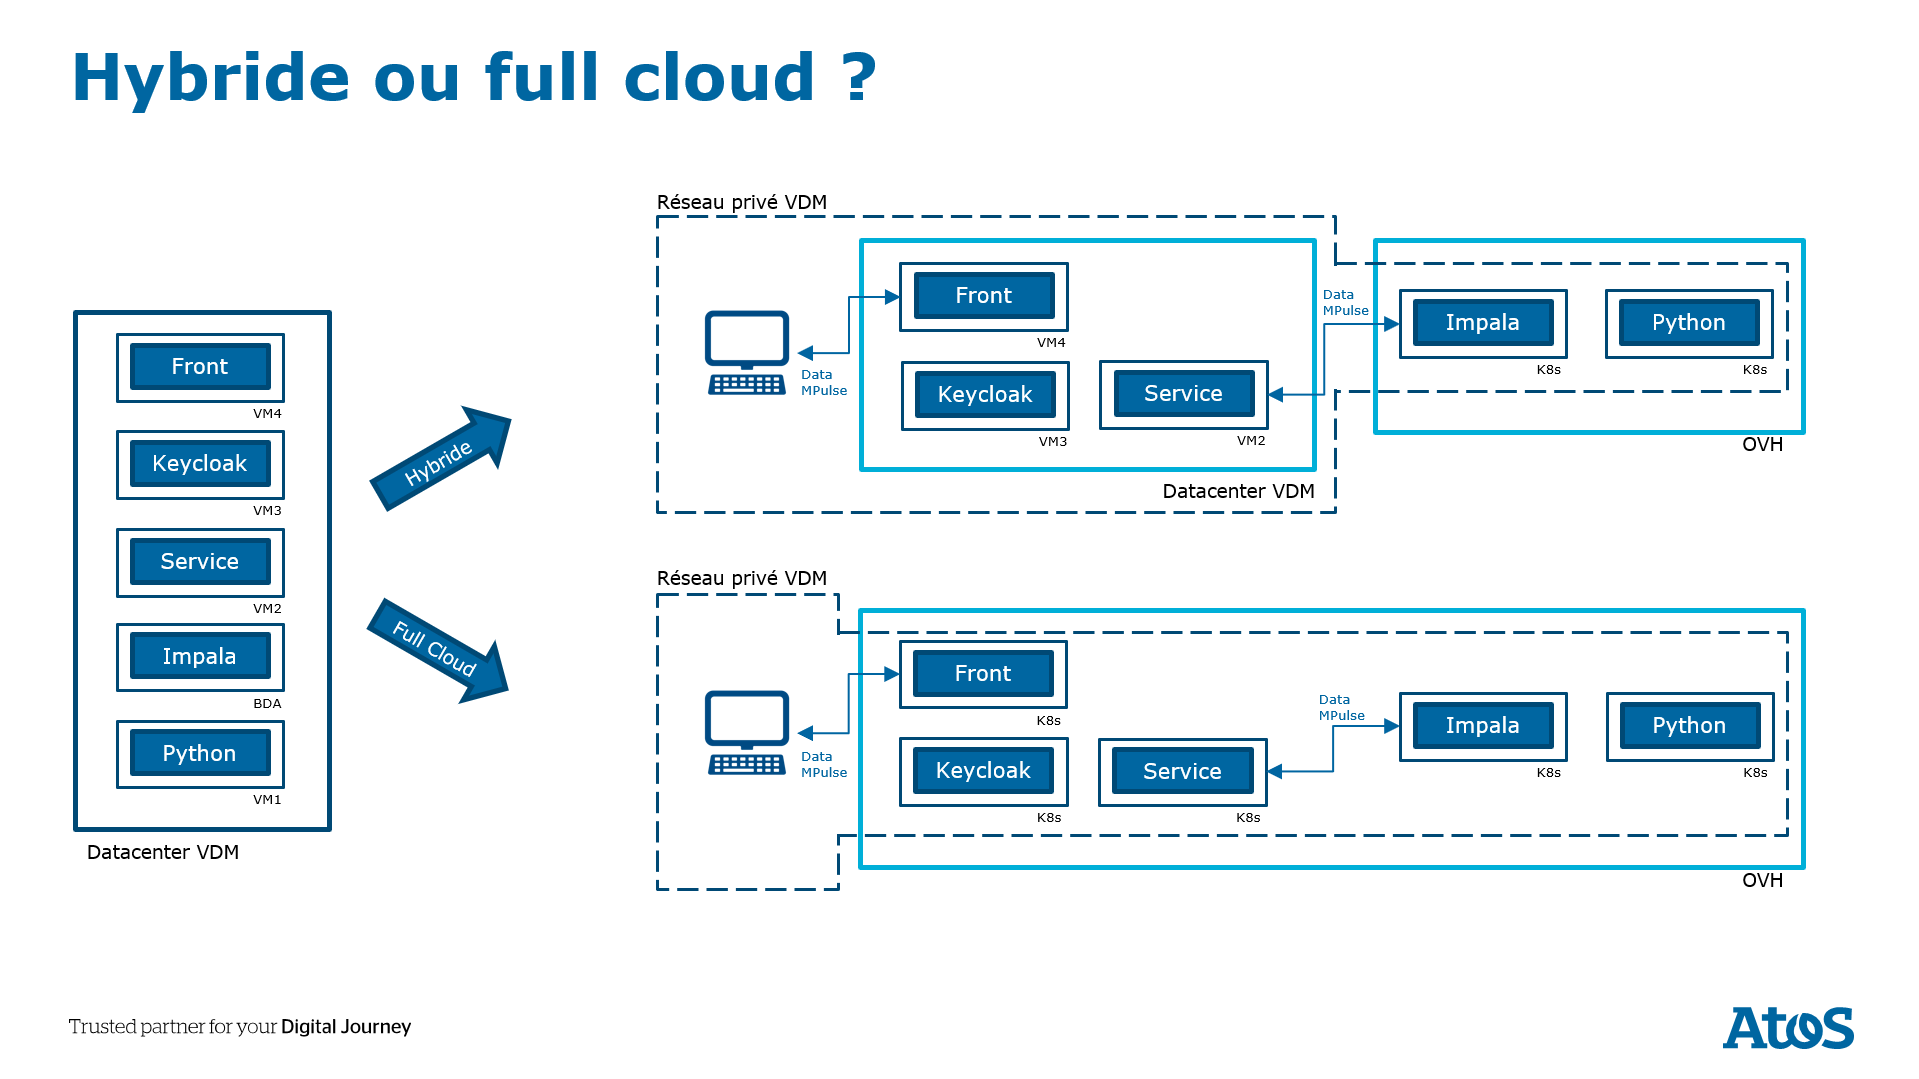 Hybride ou full cloud ?
Front
VM4
Keycloak
VM3
Service
VM2
Impala
BDA
Python
VM1
Datacenter VDM
Hybride
Full Cloud
Réseau privé VDM
Data
MPulse
Front
VM4
Keycloak
VM3
Service
VM2
Datacenter VDM
Data
MPulse
Impala
K8s
Python
K8s
OVH
Réseau privé VDM
Data
MPulse
Front
K8s
Keycloak
K8s
Service
K8s
Data
MPulse
Impala
K8s
Python
K8s
OVH
Trusted partner for your Digital Journey
Atos